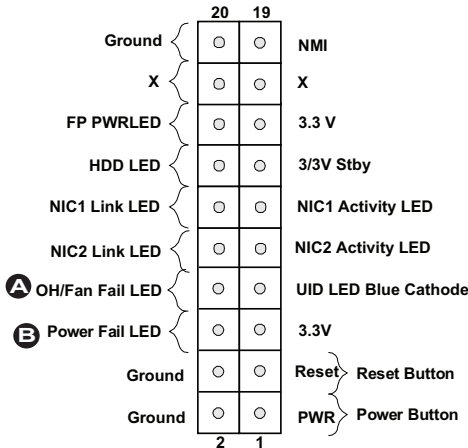 20 19
Ground NMI
X X
FP PWRLED 3.3 V
HDD LED 3/3V Stby
NIC1 Link LED NIC1 Activity LED
NIC2 Link LED NIC2 Activity LED
A OH/Fan Fail LED UID LED Blue Cathode
B Power Fail LED 3.3V
Ground Reset Reset Button
Ground PWR Power Button
2 1